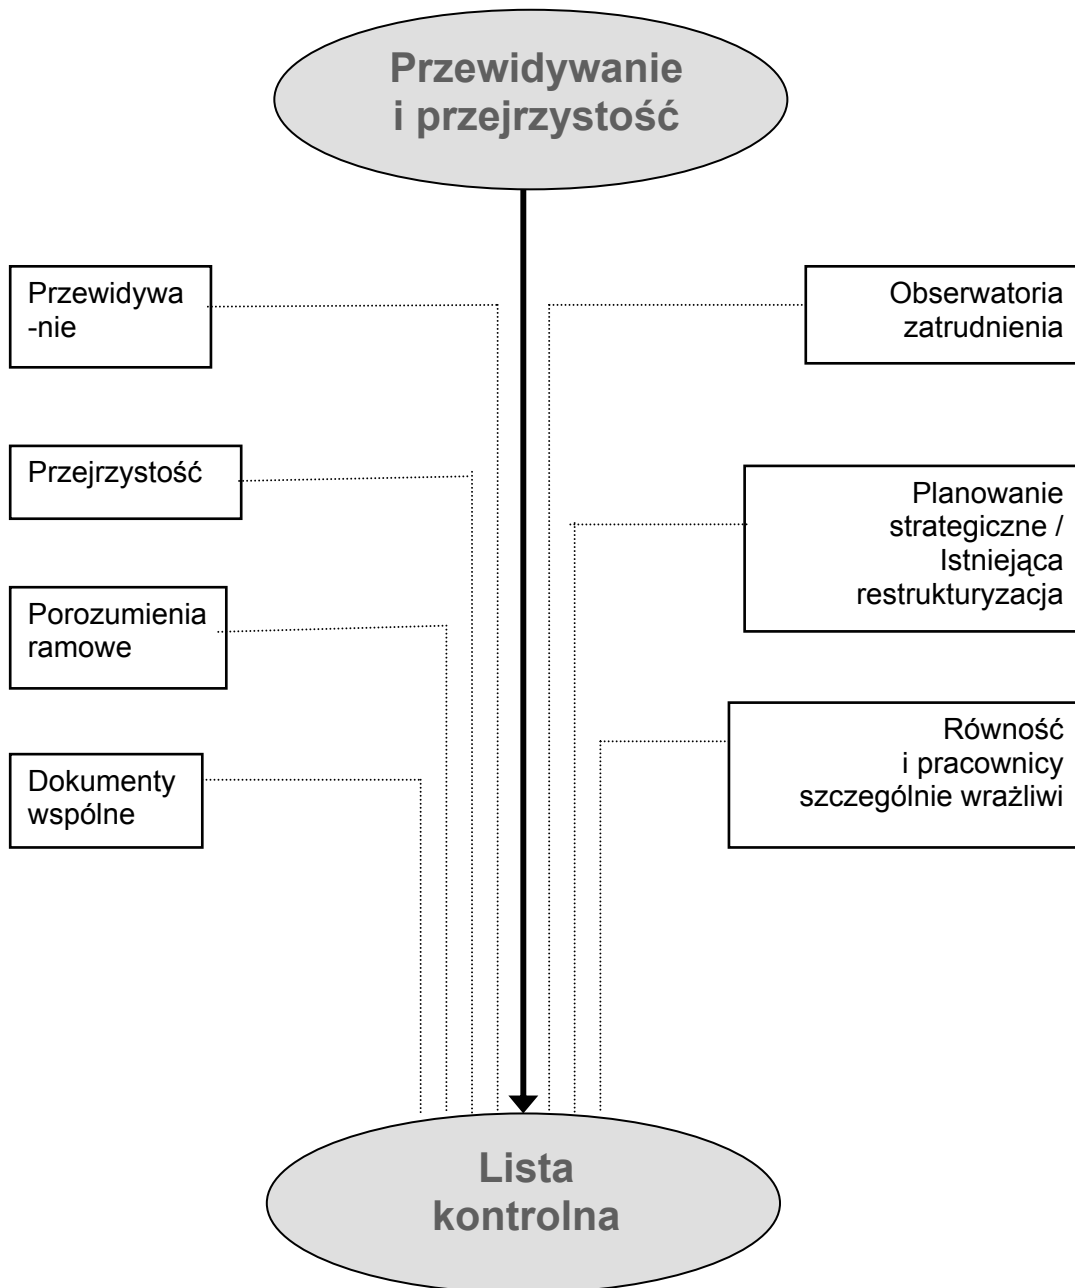 Przewidywanie
i przejrzystość
Przewidywa
-nie
Przejrzystość
Porozumienia
ramowe
Dokumenty
wspólne
Obserwatoria
zatrudnienia
Planowanie
strategiczne /
Istniejąca
restrukturyzacja
Równość
i pracownicy
szczególnie wrażliwi
Lista
kontrolna